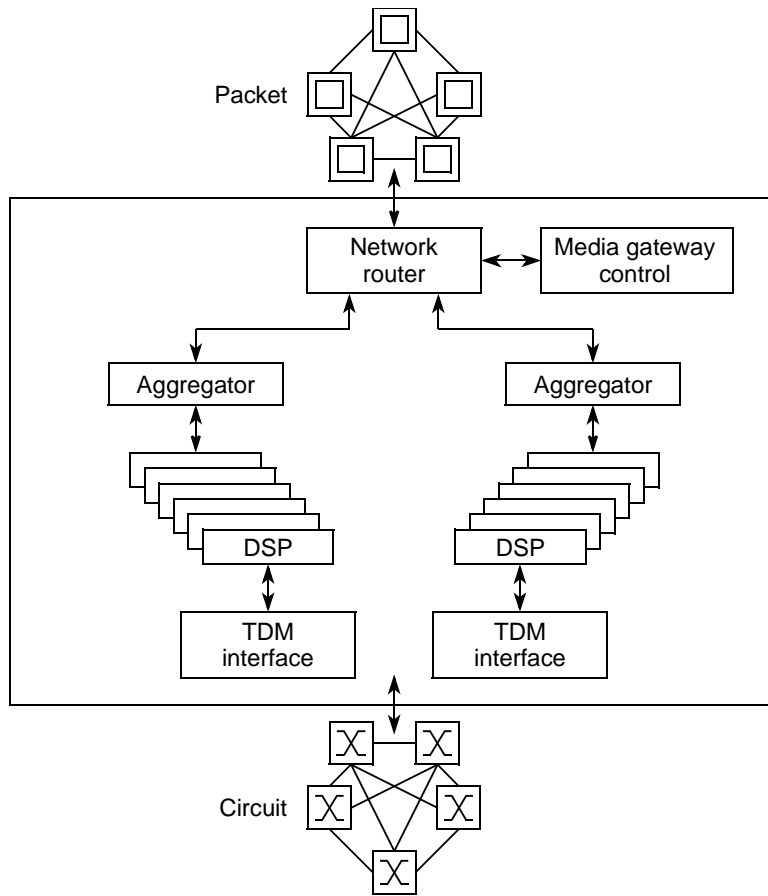 Packet
Network
router
Media gateway
control
Aggregator
Aggregator
DSP
DSP
TDM
interface
TDM
interface
Circuit